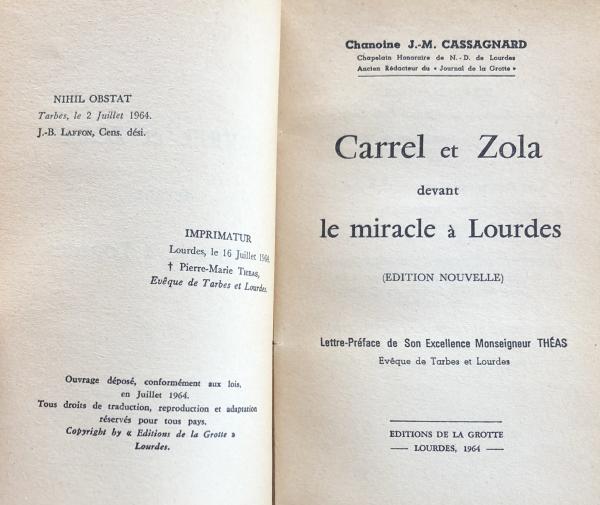 NIHIL OBSTAT
Tarbes, le 2 Juillet 1964.
J.-B. LAFFON, Cens. dési.
IMPRIMATUR
Lourdes, le 16 Juillet 1964.
† Pierre-Marie THEAS,
Evêque de Tarbes et Lourdes.
Ouvrage déposé, conformément aux lois,
en Juillet 1964.
Tous droits de traduction, reproduction et adaptation
réservés pour tous pays.
Copyright by « Editions de la Grotte »
Lourdes.
Chanoine J.-M. CASSAGNARD
Chapelain Honoraire de N.-D. de Lourdes
Ancien Rédacteur du « Journal de la Grotte »
Carrel et Zola
devant
le miracle à Lourdes
(EDITION NOUVELLE)
Lettre-Préface de Son Excellence Monseigneur THÉAS
Evêque de Tarbes et Lourdes
EDITIONS DE LA GROTTE
LOURDES, 1964